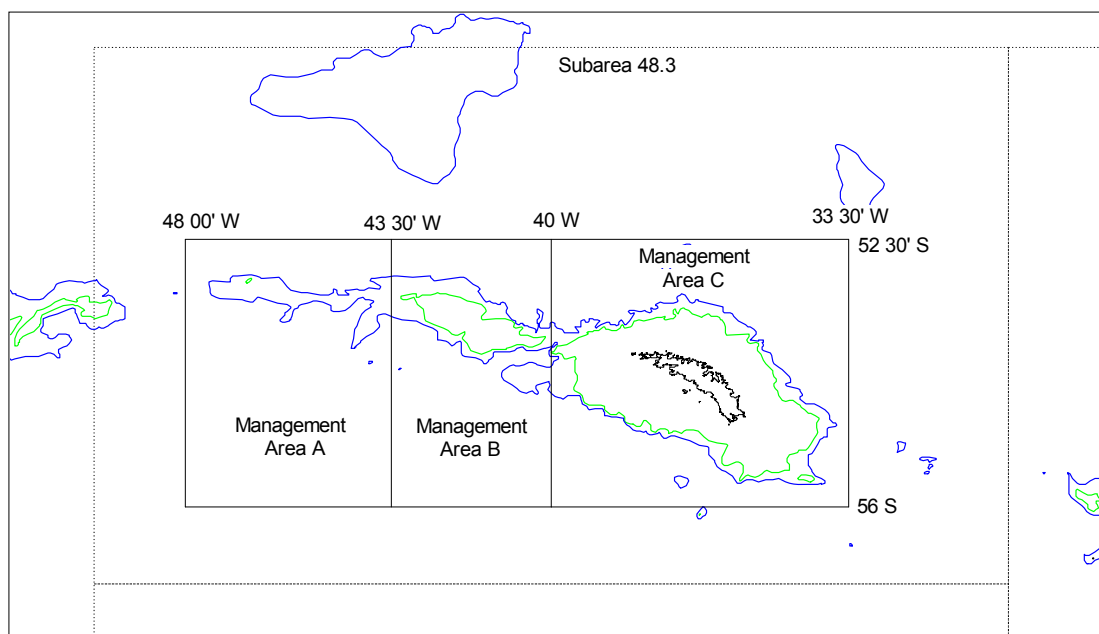 Subarea 48.3
48 00' W
43 30' W
40 W
33 30' W
52 30' S
Management
Area C
Management
Area A
Management
Area B
56 S